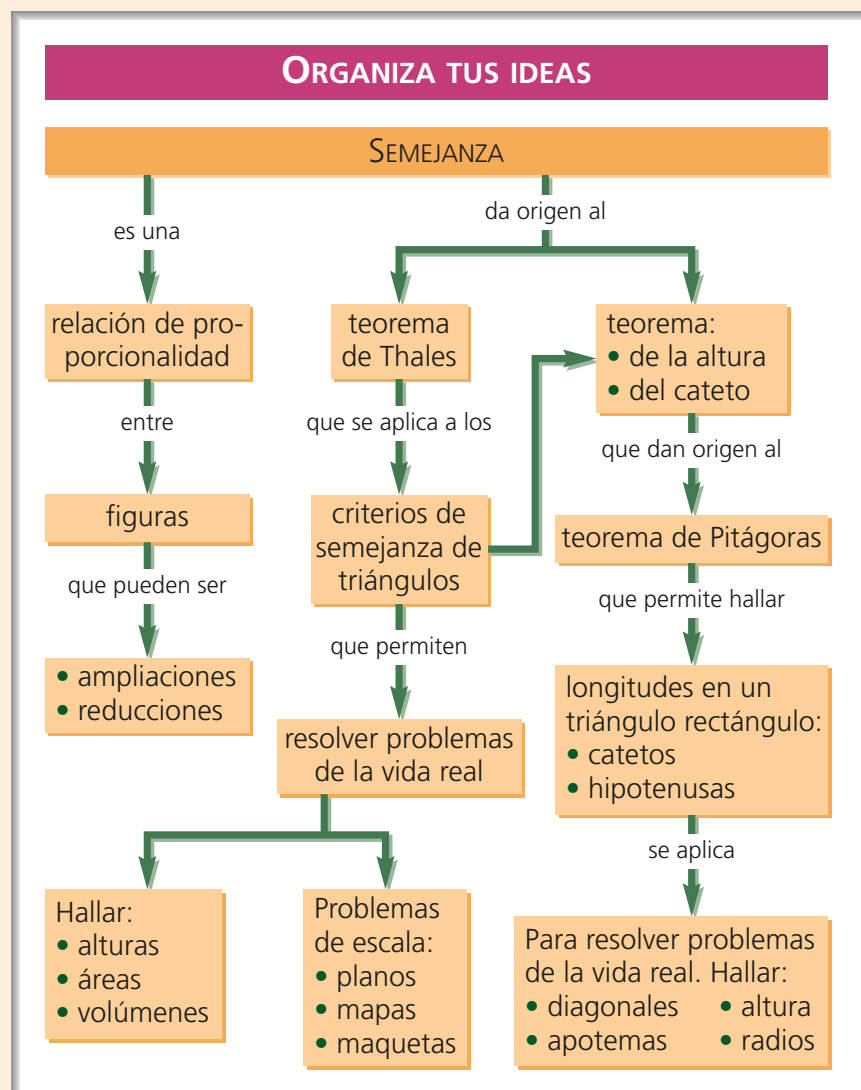 ORGANIZA TUS IDEAS
SEMEJANZA
es una
da origen al
relación de pro-
porcionalidad
teorema
de Thales
teorema:
• de la altura
• del cateto
entre
que se aplica a los
que dan origen al
figuras
criterios de
semejanza de
triángulos
teorema de Pitágoras
que pueden ser
que permiten
que permite hallar
• ampliaciones
• reducciones
resolver problemas
de la vida real
longitudes en un
triángulo rectángulo:
• catetos
• hipotenusas
se aplica
Hallar:
• alturas
• áreas
• volúmenes
Problemas
de escala:
• planos
• mapas
• maquetas
Para resolver problemas
de la vida real. Hallar:
• diagonales • altura
• apotemas • radios